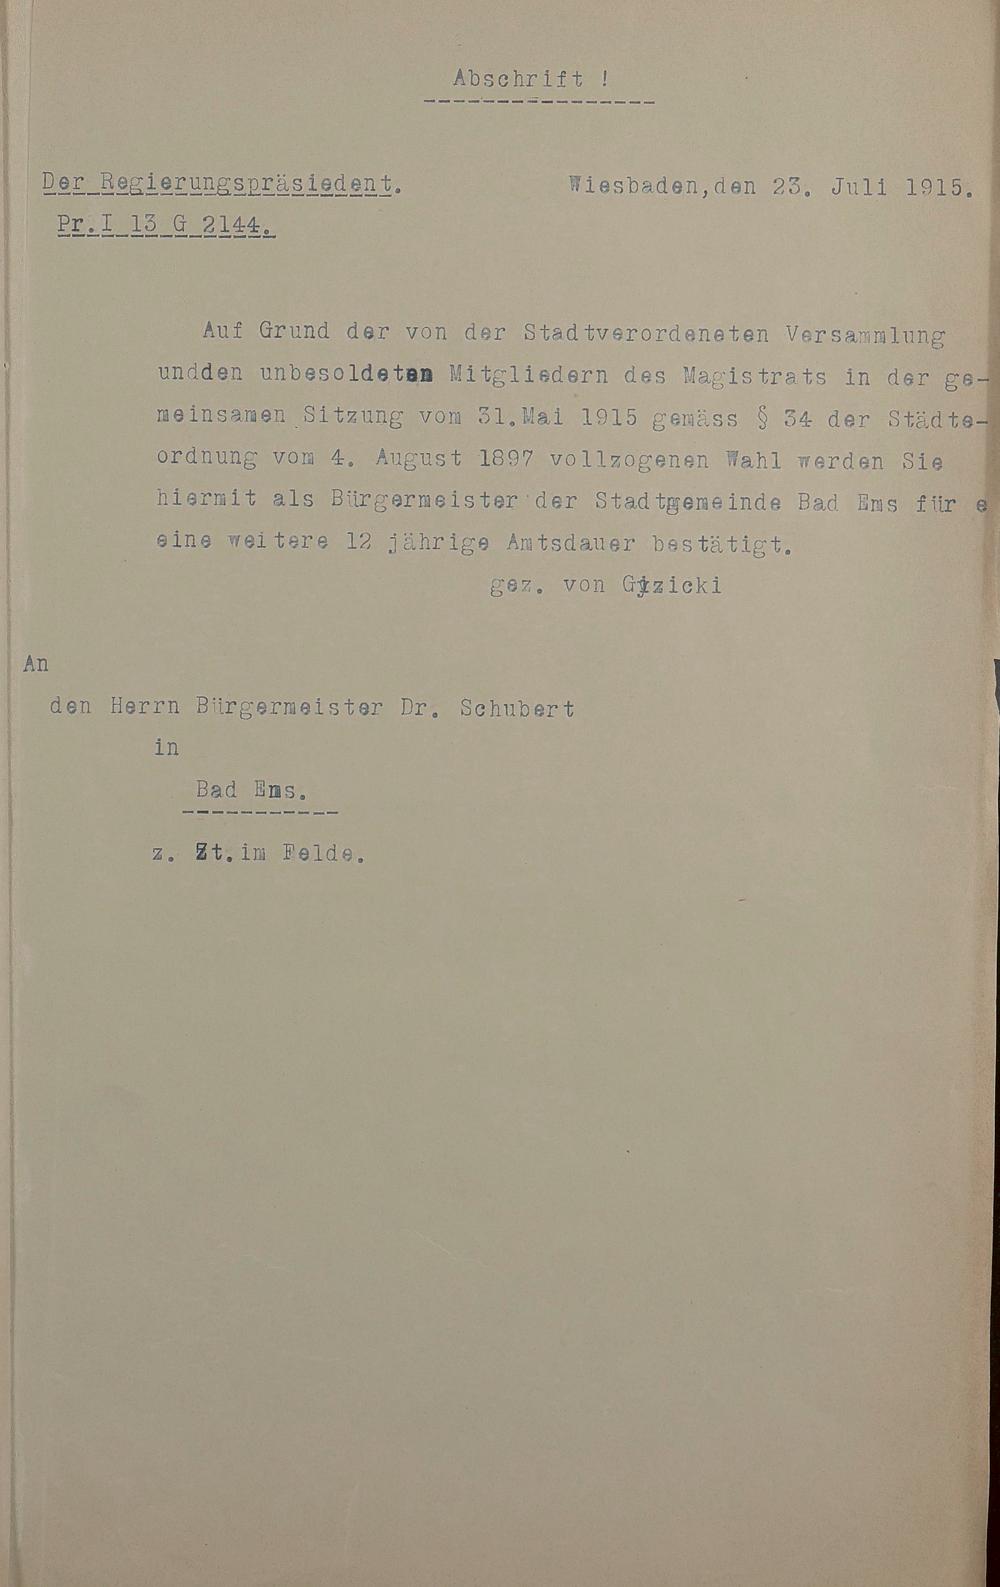 Abschrift !
Der Regierungspräsiedent. Wiesbaden,den 23. Juli 1915.
Pr.I 13 G 2144.
Auf Grund der von der Stadtverordeneten Versammlung
undden unbesoldeten Mitgliedern des Magistrats in der ge-
meinsamen Sitzung vom 31.Mai 1915 gemäss § 34 der Städte-
ordnung vom 4. August 1897 vollzogenen Wahl werden Sie
hiermit als Bürgermeister der Stadtgemeinde Bad Ems für e
eine weitere 12 jährige Amtsdauer bestätigt.
gez. von Gizicki
An
den Herrn Bürgermeister Dr. Schubert
in
Bad Ems.
z. Zt.im Felde.